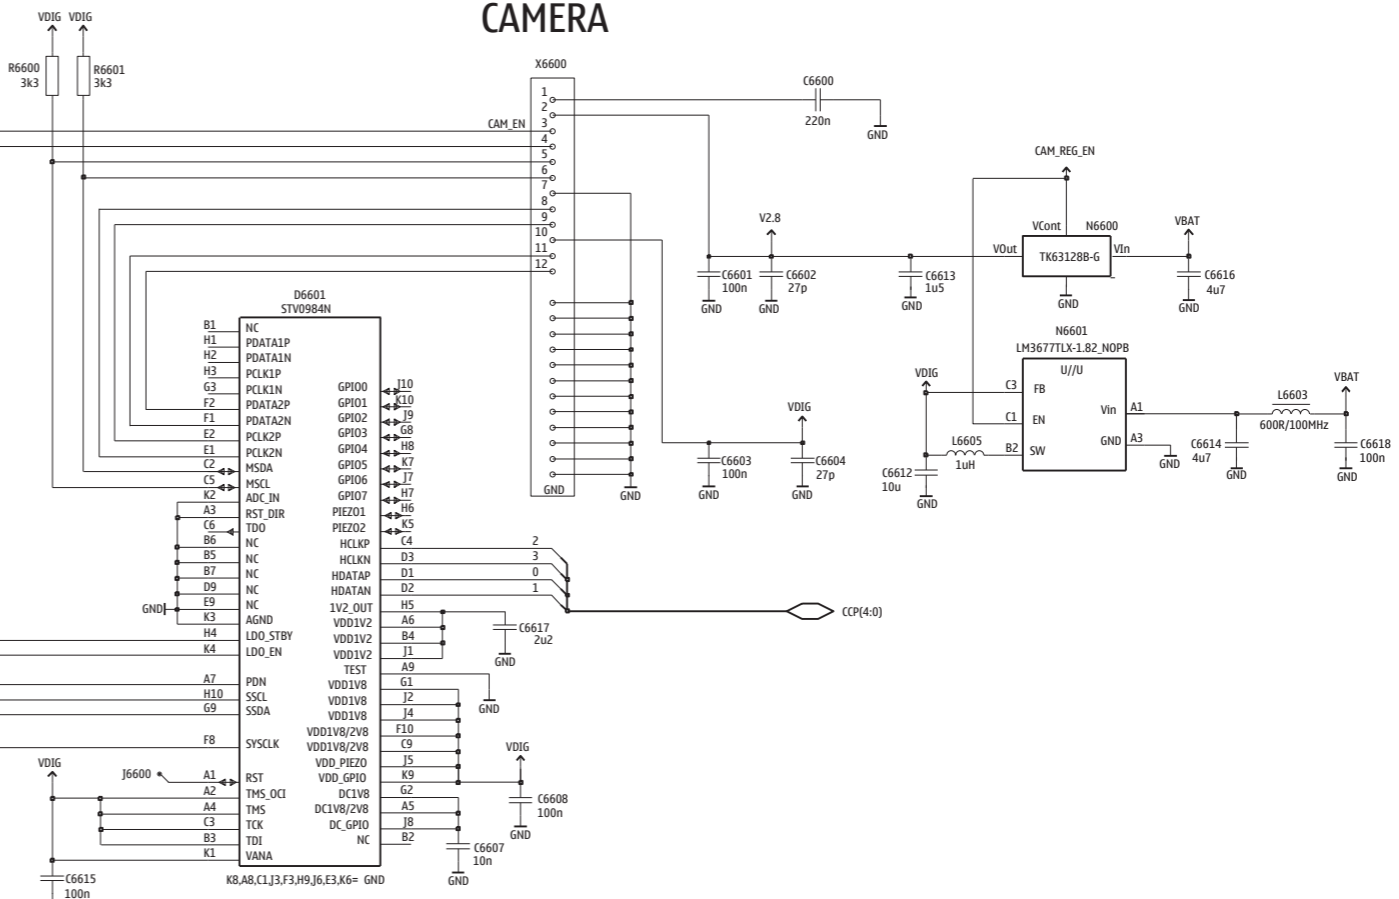 CAMERA
VDIG VDIG
R6600
3k3
R6601
3k3
X6600
1
2
CAM_EN 3
4
5
6
7
8
9
10
11
12
GND
GND
C6600
220n
GND
CAM_REG_EN
V2.8
VCont N6600
VOut TK63128B-G VIn
VBAT
C6601
100n
GND
C6602
27p
GND
C6613
1u5
GND
GND
C6616
4u7
GND
N6601
LM3677TLX-1.82_NOPB
U//U
VDIG
C3 FB
C1 EN
B2 SW
Vin A1
GND A3
GND
L6605
1uH
C6612
10u
GND
L6603
600R/100MHz
VBAT
C6614
4u7
GND
C6618
100n
GND
VDIG
C6603
100n
GND
C6604
27p
GND
D6601
STV0984N
B1 NC
H1 PDATA1P
H2 PDATA1N
H3 PCLK1P
G3 PCLK1N
F2 PDATA2P
F1 PDATA2N
E2 PCLK2P
E1 PCLK2N
C2 MSDA
C5 MSCL
K2 ADC_IN
A3 RST_DIR
C6 TDO
B6 NC
B5 NC
B7 NC
D9 NC
GND E9 NC
K3 AGND
H4 LDO_STBY
K4 LDO_EN
A7 PDN
H10 SSCL
G9 SSDA
F8 SYSCLK
J6600 A1 RST
A2 TMS_OCI
A4 TMS
C3 TCK
B3 TDI
K1 VANA
VDIG
C6615
100n
GPIO0 J10
GPIO1 K10
GPIO2 J9
GPIO3 G8
GPIO4 H8
GPIO5 K7
GPIO6 J7
GPIO7 H7
PIEZO1 H6
PIEZO2 K5
HCLKP C4 2
HCLKN D3 3
HDATAP D1 0
HDATAN D2 1
1V2_OUT H5
VDD1V2 A6
VDD1V2 B4
VDD1V2 J1
TEST A9
VDD1V8 G1
VDD1V8 J2
VDD1V8 J4
VDD1V8/2V8 F10
VDD1V8/2V8 C9
VDD_PIEZO J5
VDD_GPIO K9
DC1V8 G2
DC1V8/2V8 A5
DC_GPIO J8
NC B2
CCP(4:0)
C6617
2u2
GND
GND
VDIG
C6608
100n
GND
C6607
10n
GND
K8,A8,C1,J3,F3,H9,J6,E3,K6= GND